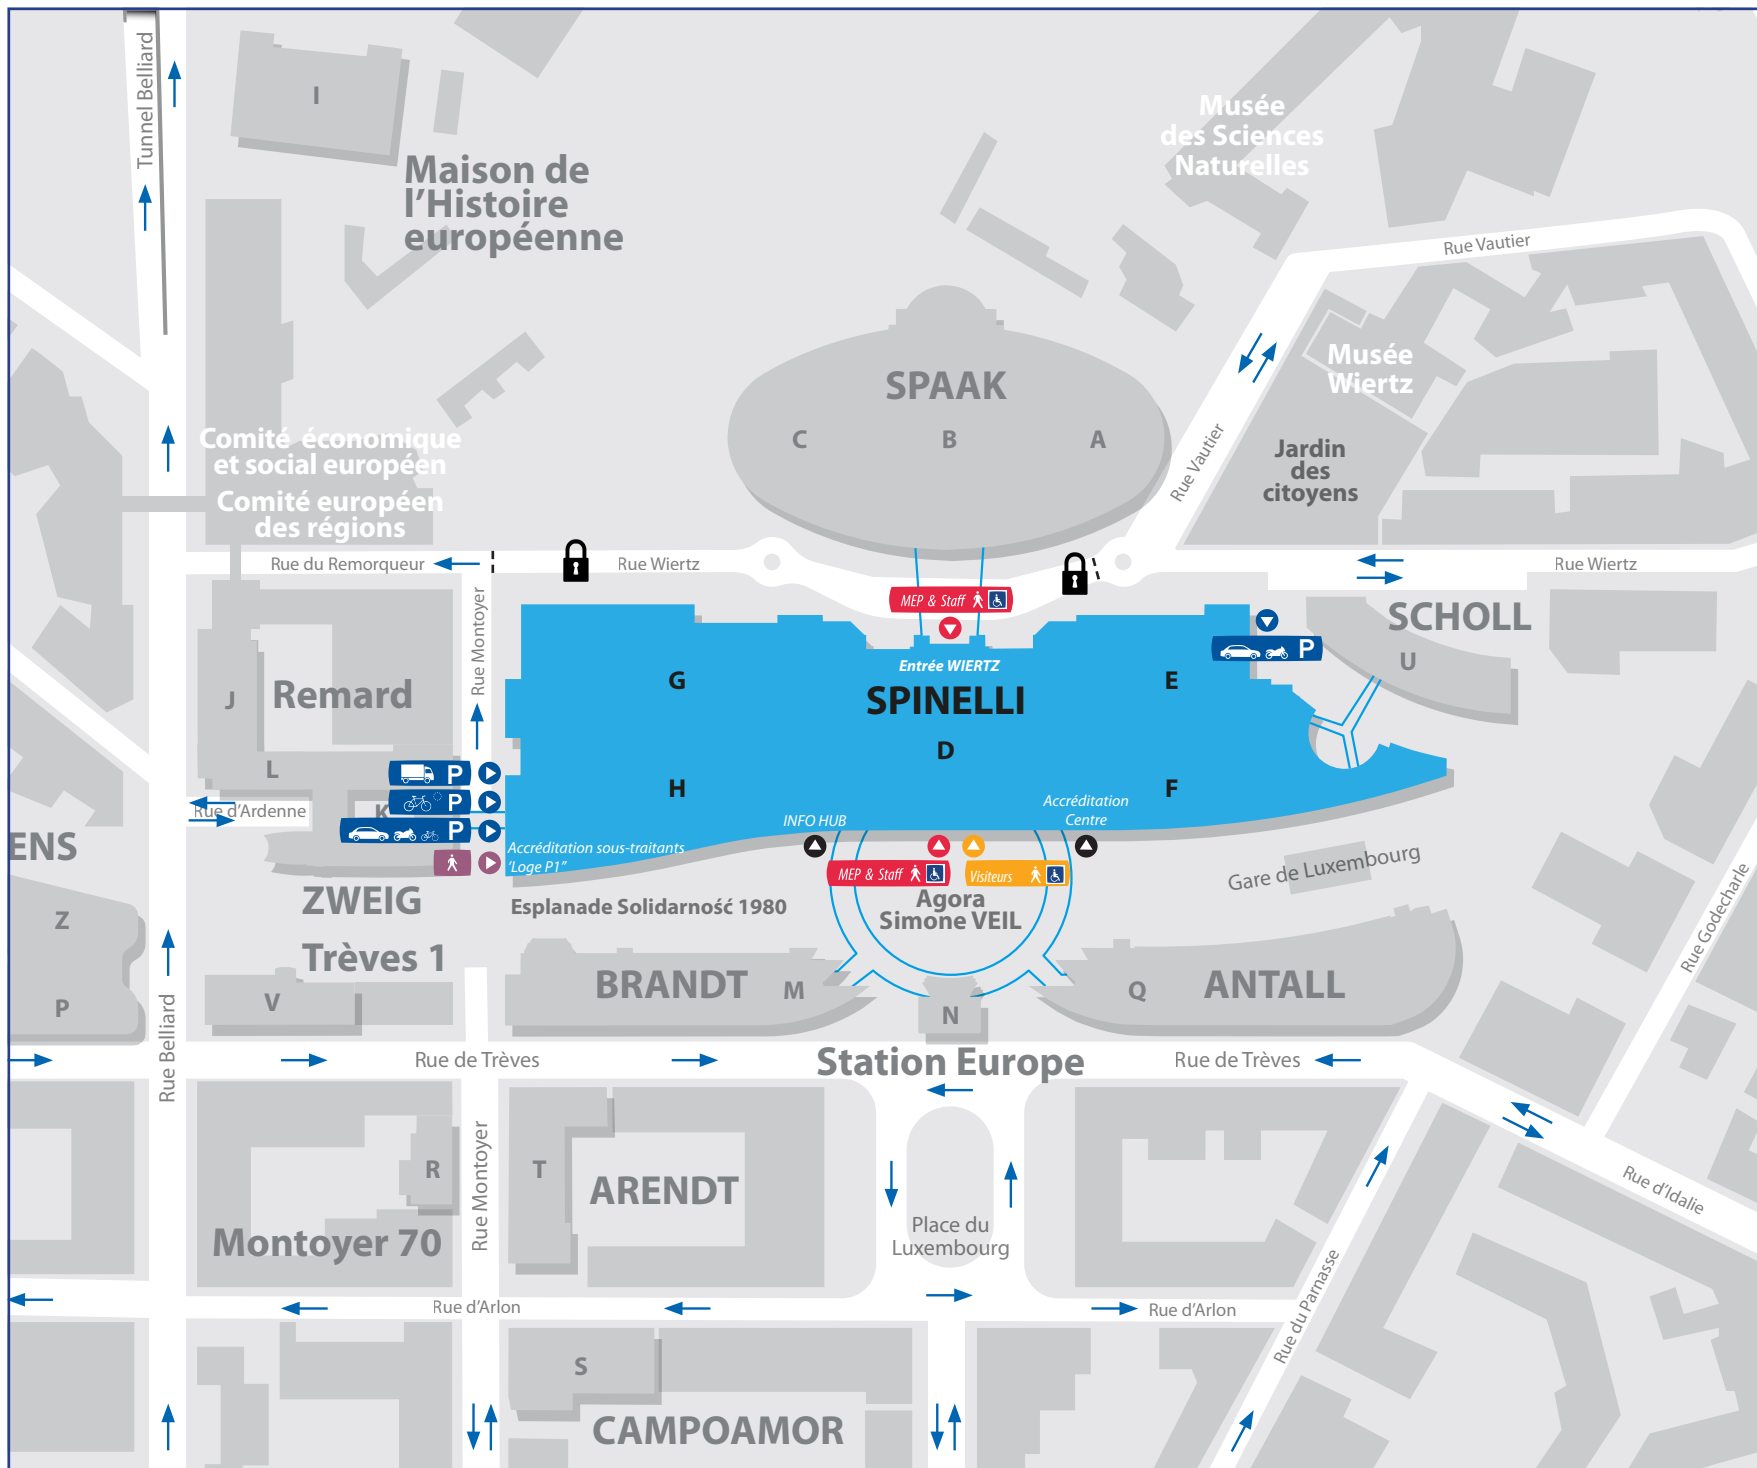 Tunnel Belliard
I
Maison de
l'Histoire
européenne
Musée
des Sciences
Naturelles
Rue Vautier
Musée
Wiertz
SPAAK
C
B
A
Rue Vautier
Jardin
des
citoyens
Comité économique
et social européen
Comité européen
des régions
Rue du Remorqueur
Rue Wiertz
Rue Wiertz
MEP & Staff
Rue Montoyer
Entrée WIERTZ
SCHOLL
P
U
J
Remard
G
SPINELLI
E
D
L
P
H
F
K
P
Rue d'Ardenne
P
INFO HUB
Accréditation
Centre
ENS
Accréditation sous-traitants
'Loge P1"
MEP & Staff
Visiteurs
Gare de Luxembourg
Rue Godecharle
ZWEIG
Esplanade Solidarność 1980
Agora
Simone VEIL
Z
Trèves 1
P
V
BRANDT
M
N
Q
ANTALL
Rue Belliard
Rue de Trèves
Station Europe
Rue de Trèves
R
Rue Montoyer
T
ARENDT
Rue d'Idalie
Montoyer 70
Place du
Luxembourg
Rue d'Arlon
Rue d'Arlon
Rue du Parnasse
S
CAMPOAMOR